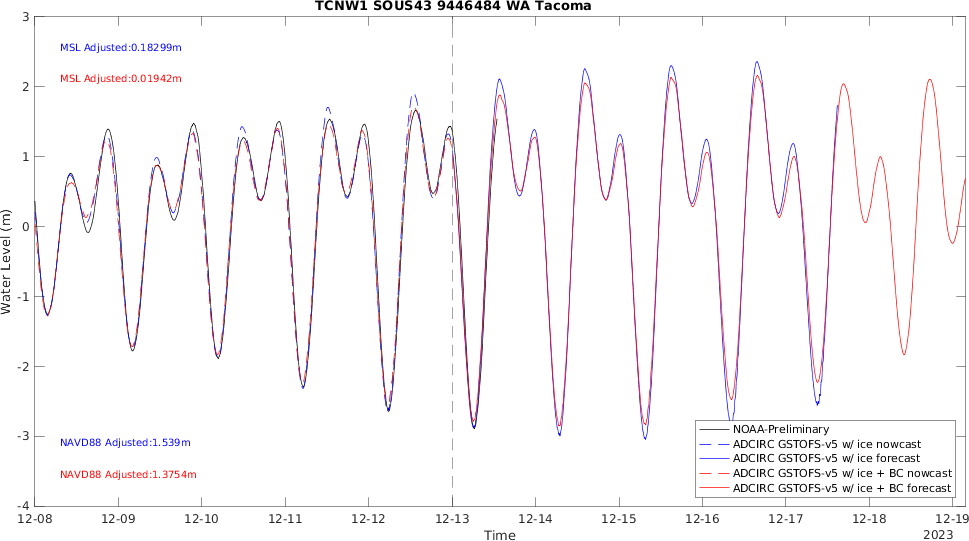 TCNW1 SOUS43 9446484 WA Tacoma
MSL Adjusted:0.18299m
MSL Adjusted:0.01942m
NAVD88 Adjusted:1.539m
NAVD88 Adjusted:1.3754m
Water Level (m)
3
2
1
0
-1
-2
-3
-4
NOAA-Preliminary
ADCIRC GSTOFS-v5 w/ ice nowcast
ADCIRC GSTOFS-v5 w/ ice forecast
ADCIRC GSTOFS-v5 w/ ice + BC nowcast
ADCIRC GSTOFS-v5 w/ ice + BC forecast
12-08 12-09 12-10 12-11 12-12 12-13 12-14 12-15 12-16 12-17 12-18 12-19
Time
2023